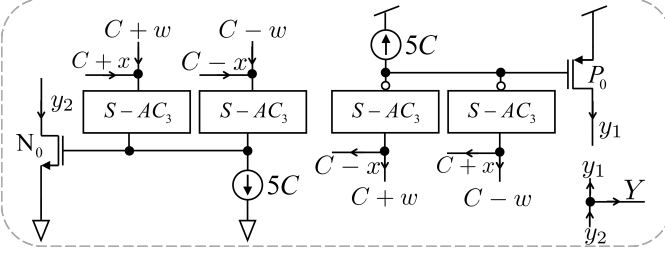 C + w C − w
C + x C − x 5C
S − AC₃ S − AC₃ S − AC₃ S − AC₃ P₀
y₂
N₀ y₁
C − x C + x
5C C + w C − w
y₁
Y
y₂